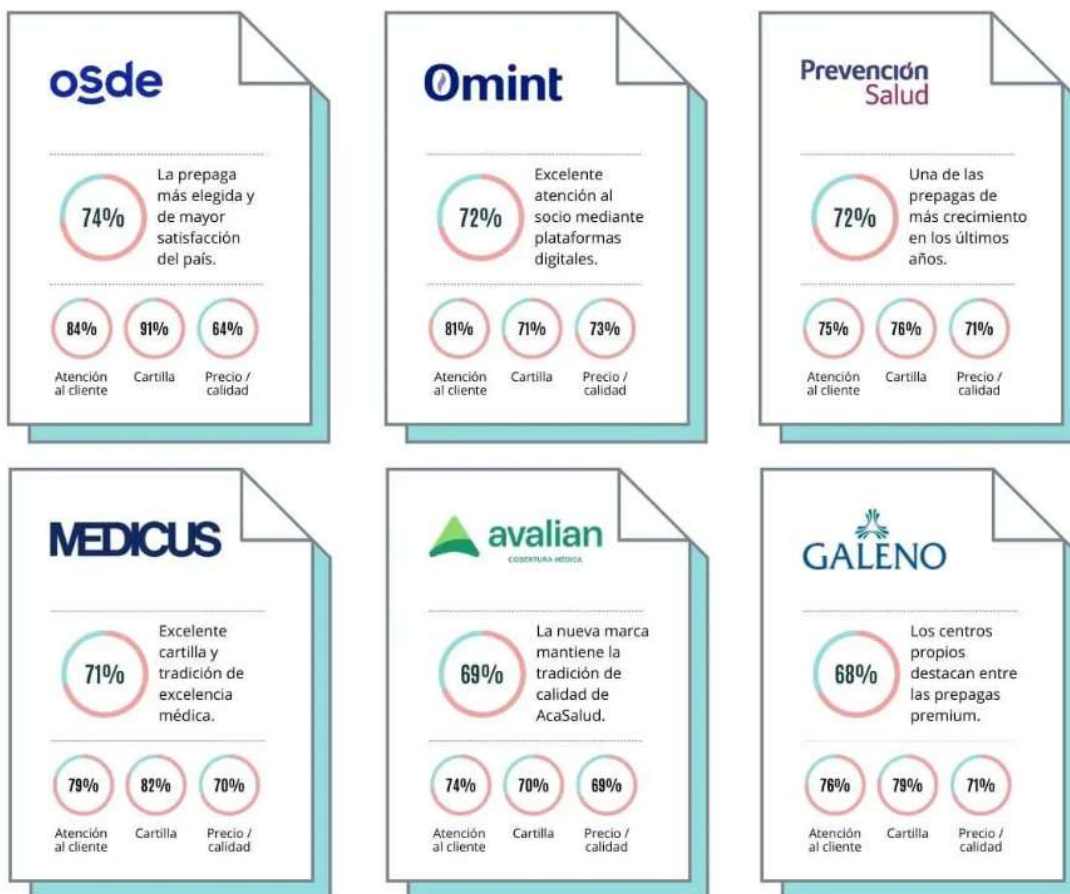 osde
74%
La prepaga
más elegida y
de mayor
satisfacción
del país.
84%
91%
64%
Atención
al cliente
Cartilla
Precio /
calidad
Omint
72%
Excelente
atención al
socio mediante
plataformas
digitales.
81%
71%
73%
Atención
al cliente
Cartilla
Precio /
calidad
Prevención
Salud
72%
Una de las
prepagas de
más crecimiento
en los últimos
años.
75%
76%
71%
Atención
al cliente
Cartilla
Precio /
calidad
MEDICUS
71%
Excelente
cartilla y
tradición de
excelencia
médica.
79%
82%
70%
Atención
al cliente
Cartilla
Precio /
calidad
avalian
COBERTURA MÉDICA
69%
La nueva marca
mantiene la
tradición de
calidad de
AcaSalud.
74%
70%
69%
Atención
al cliente
Cartilla
Precio /
calidad
GALENO
68%
Los centros
propios
destacan entre
las prepagas
premium.
76%
79%
71%
Atención
al cliente
Cartilla
Precio /
calidad